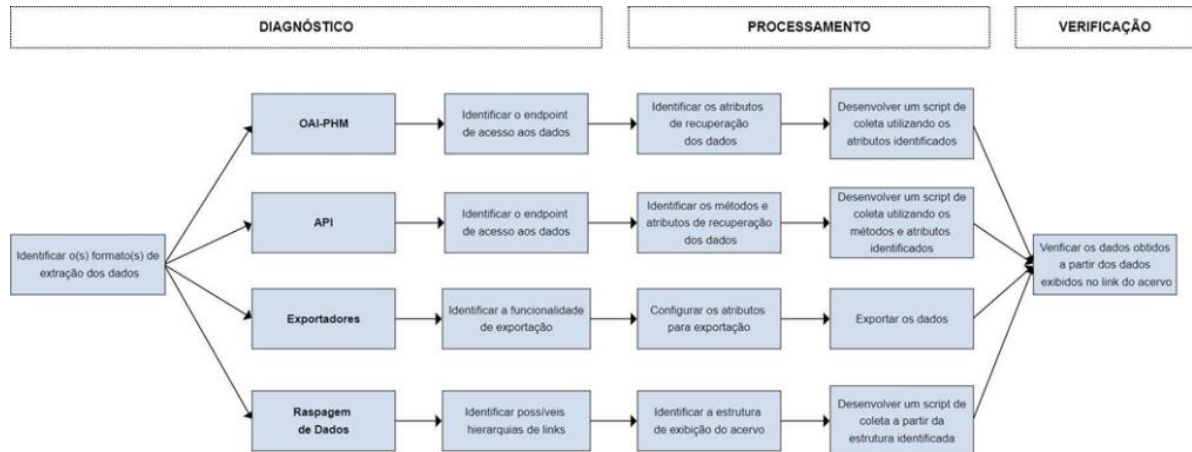 DIAGNÓSTICO
PROCESSAMENTO
VERIFICAÇÃO
Identificar o(s) formato(s) de
extração dos dados
OAI-PHM
Identificar o endpoint
de acesso aos dados
Identificar os atributos
de recuperação
dos dados
Desenvolver um script de
coleta utilizando os
atributos identificados
API
Identificar o endpoint
de acesso aos dados
Identificar os métodos e
atributos de recuperação
dos dados
Desenvolver um script de
coleta utilizando os
métodos e atributos
identificados
Exportadores
Identificar a funcionalidade
de exportação
Configurar os atributos
para exportação
Exportar os dados
Raspagem
de Dados
Identificar possíveis
hierarquias de links
Identificar a estrutura
de exibição do acervo
Desenvolver um script de
coleta a partir da
estrutura identificada
Verificar os dados obtidos
a partir dos dados
exibidos no link do acervo